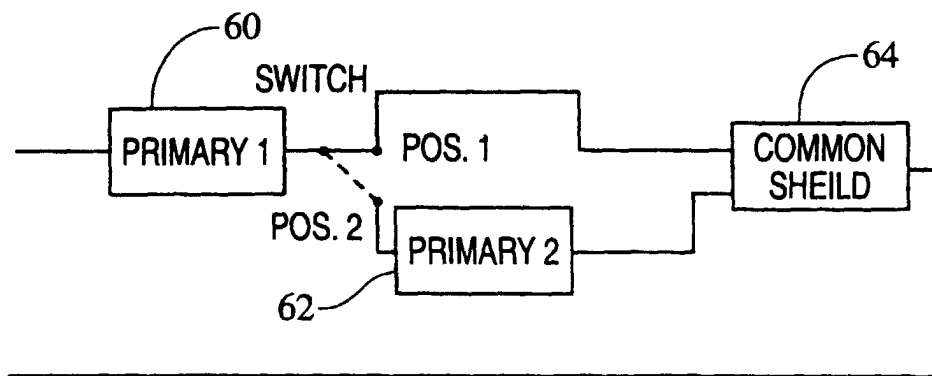 60
SWITCH
64
PRIMARY 1
POS. 1
COMMON
SHEILD
POS. 2
PRIMARY 2
62